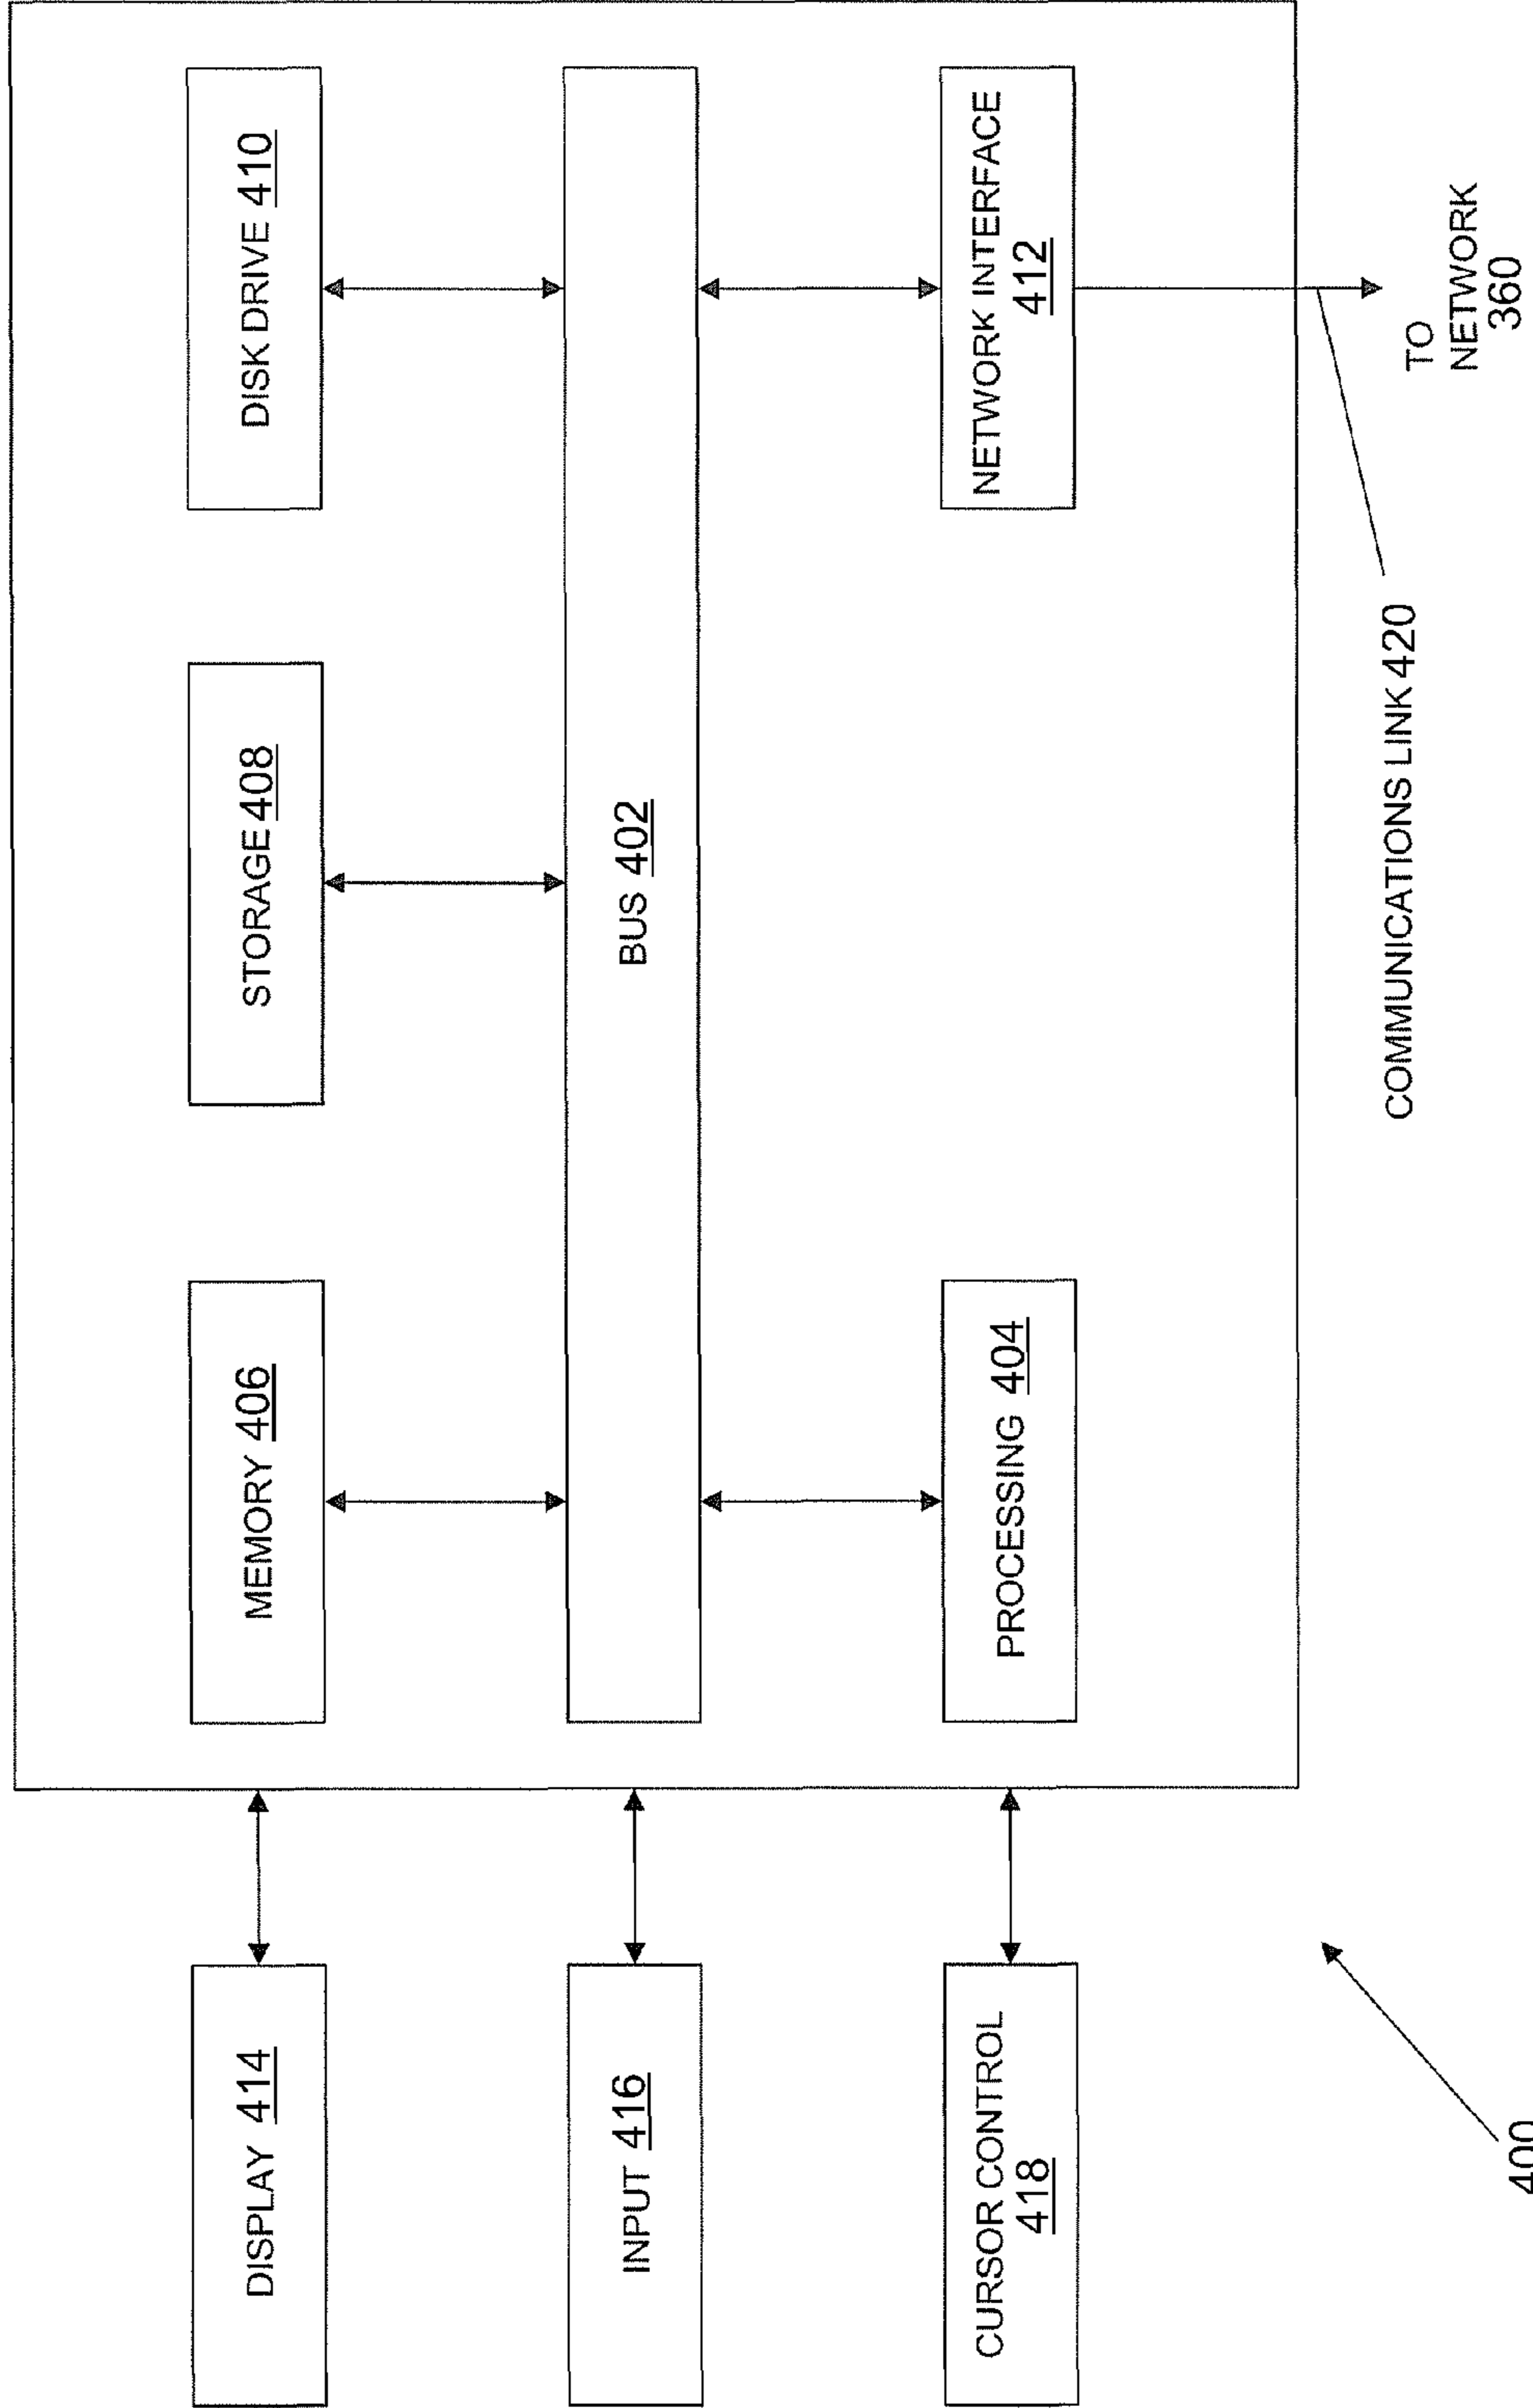 DISPLAY 414
MEMORY 406
STORAGE 408
DISK DRIVE 410
INPUT 416
BUS 402
CURSOR CONTROL
418
PROCESSING 404
NETWORK INTERFACE
412
COMMUNICATIONS LINK 420
TO
NETWORK
360
400